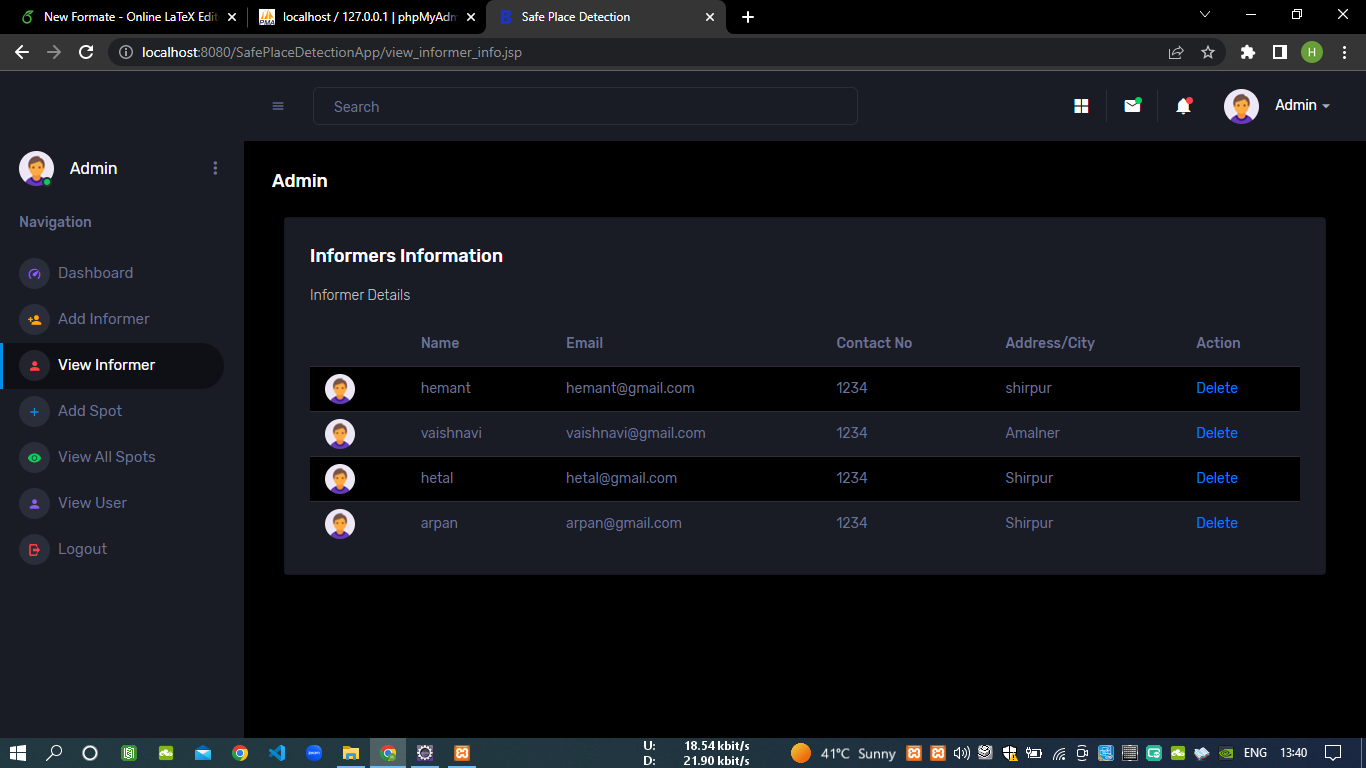 New Formate - Online LaTeX Edit
localhost / 127.0.0.1 | phpMyAdm
Safe Place Detection
localhost:8080/SafePlaceDetectionApp/view_informer_info.jsp
H
Search
Admin
Admin
Navigation
Dashboard
Add Informer
View Informer
Add Spot
View All Spots
View User
Logout
Admin
Informers Information
Informer Details
Name Email Contact No Address/City Action
hemant hemant@gmail.com 1234 shirpur Delete
vaishnavi vaishnavi@gmail.com 1234 Amalner Delete
hetal hetal@gmail.com 1234 Shirpur Delete
arpan arpan@gmail.com 1234 Shirpur Delete
U: 18.54 kbit/s
D: 21.90 kbit/s
41°C Sunny
ENG
13:40